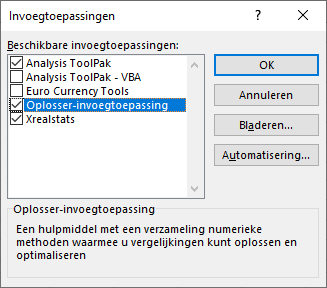 Invoegtoepassingen
Beschikbare invoegtoepassingen:
Analysis ToolPak
Analysis ToolPak - VBA
Euro Currency Tools
Oplosser-invoegtoepassing
Xrealstats
OK
Annuleren
Bladeren...
Automatisering...
Oplosser-invoegtoepassing
Een hulpmiddel met een verzameling numerieke
methoden waarmee u vergelijkingen kunt oplossen en
optimaliseren